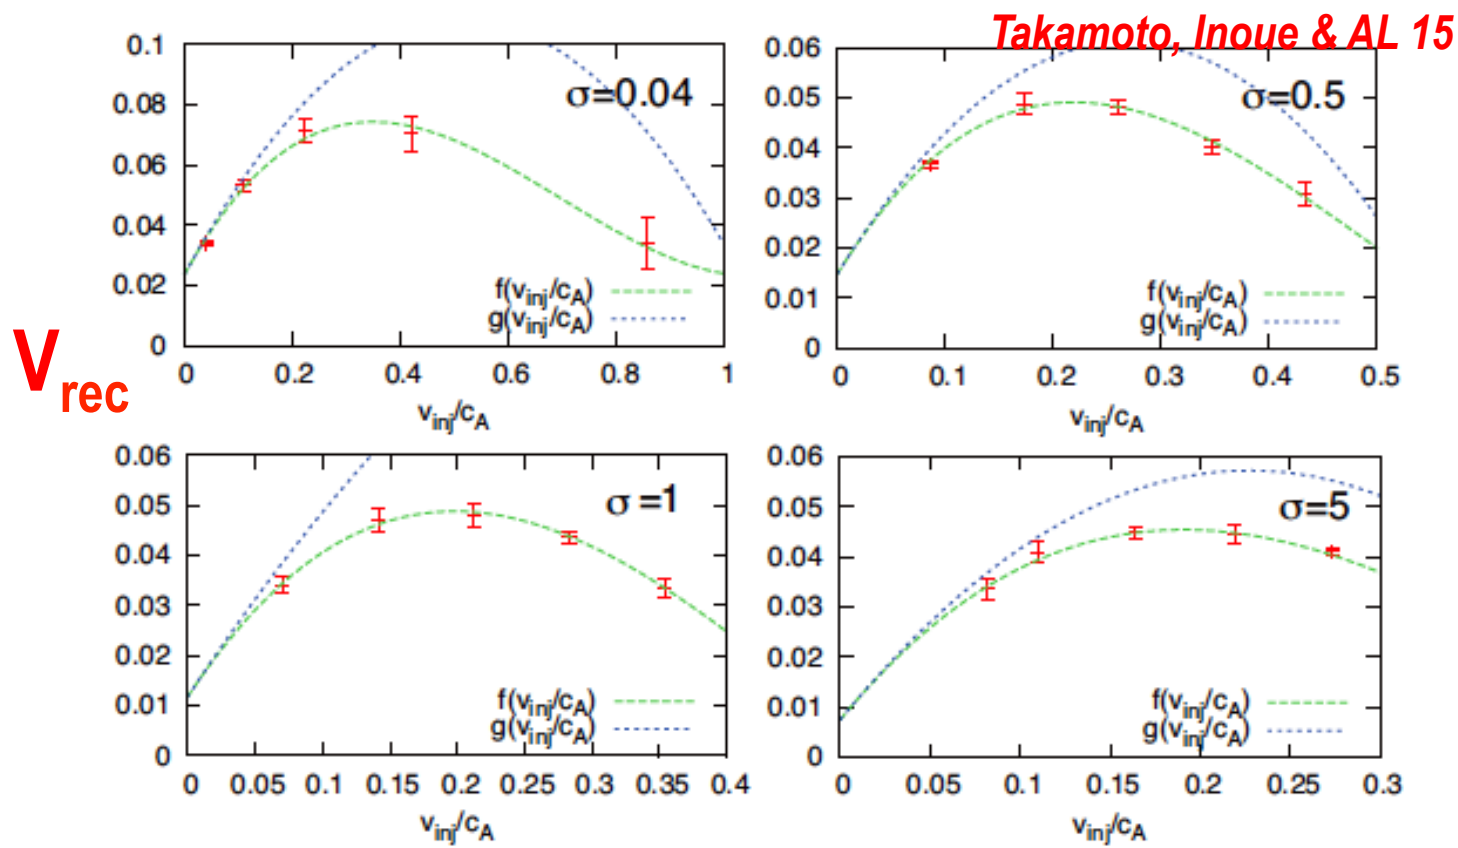 Takamoto, Inoue & AL 15
Vrec
0.1
0.08
0.06
0.04
0.02
0
σ=0.04
f(vinj/cA)
g(vinj/cA)
0 0.2 0.4 0.6 0.8 1
vinj/cA
0.06
0.05
0.04
0.03
0.02
0.01
0
σ=0.5
f(vinj/cA)
g(vinj/cA)
0 0.1 0.2 0.3 0.4 0.5
vinj/cA
0.06
0.05
0.04
0.03
0.02
0.01
0
σ =1
f(vinj/cA)
g(vinj/cA)
0 0.05 0.1 0.15 0.2 0.25 0.3 0.35 0.4
vinj/cA
0.06
0.05
0.04
0.03
0.02
0.01
0
σ=5
f(vinj/cA)
g(vinj/cA)
0 0.05 0.1 0.15 0.2 0.25 0.3
vinj/cA